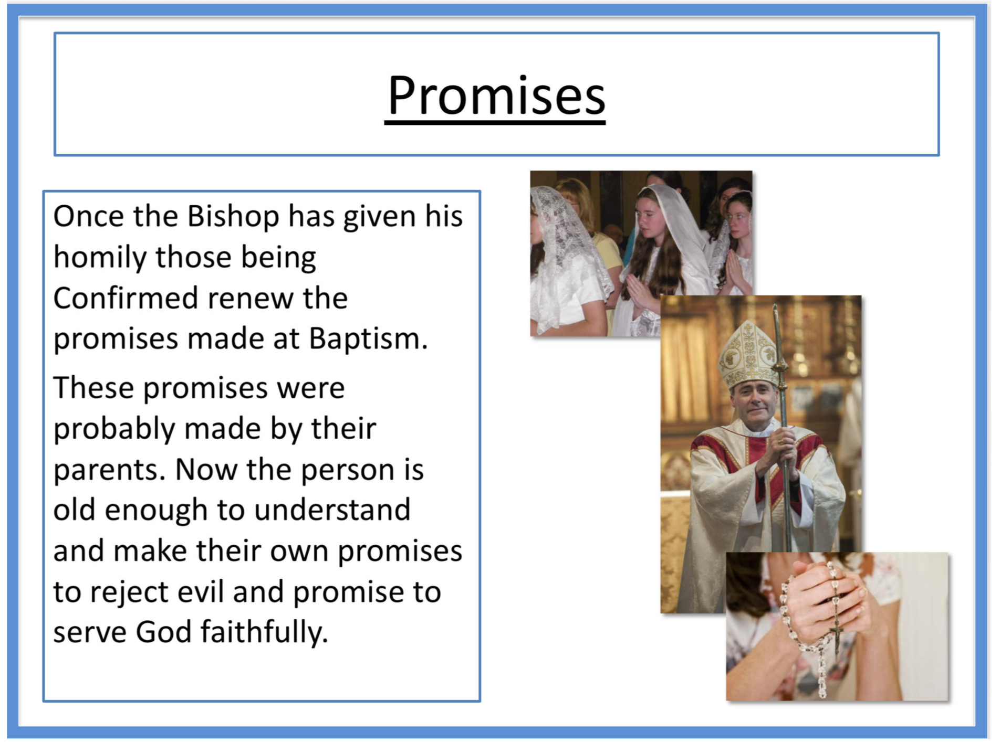 Promises
Once the Bishop has given his
homily those being
Confirmed renew the
promises made at Baptism.
These promises were
probably made by their
parents. Now the person is
old enough to understand
and make their own promises
to reject evil and promise to
serve God faithfully.